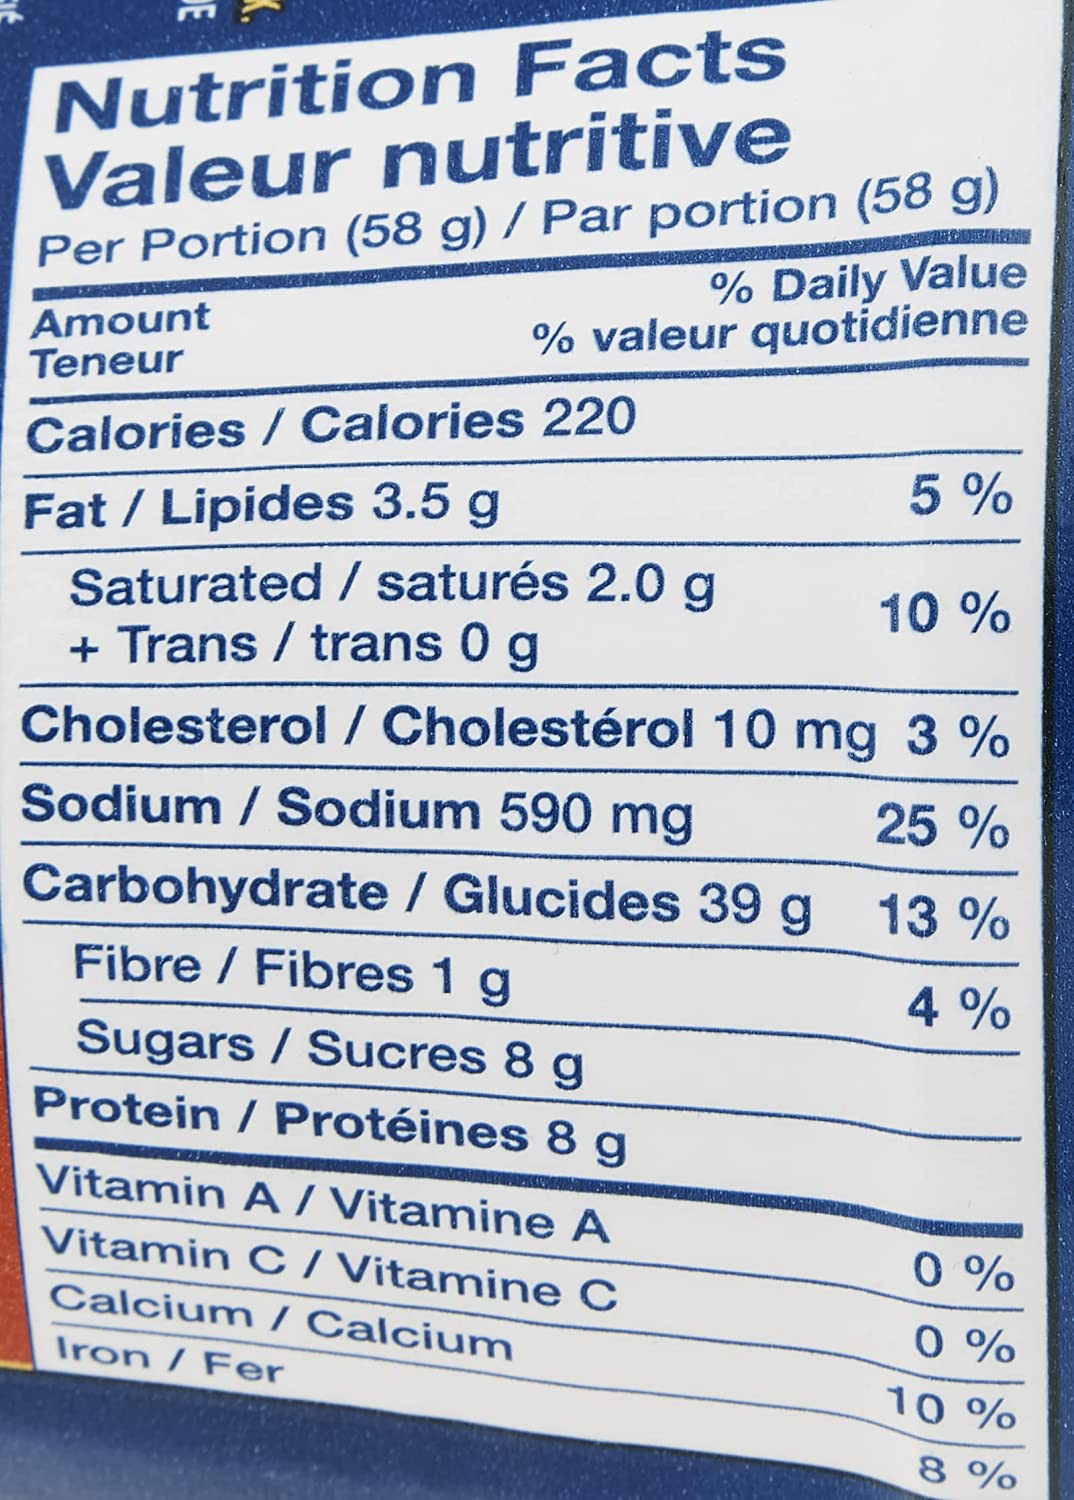 Nutrition Facts
Valeur nutritive
Per Portion (58 g) / Par portion (58 g)
Amount % Daily Value
Teneur % valeur quotidienne
Calories / Calories 220
Fat / Lipides 3.5 g 5 %
Saturated / saturés 2.0 g
+ Trans / trans 0 g 10 %
Cholesterol / Cholestérol 10 mg 3 %
Sodium / Sodium 590 mg 25 %
Carbohydrate / Glucides 39 g 13 %
Fibre / Fibres 1 g 4 %
Sugars / Sucres 8 g
Protein / Protéines 8 g
Vitamin A / Vitamine A 0 %
Vitamin C / Vitamine C 0 %
Calcium / Calcium 10 %
Iron / Fer 8 %